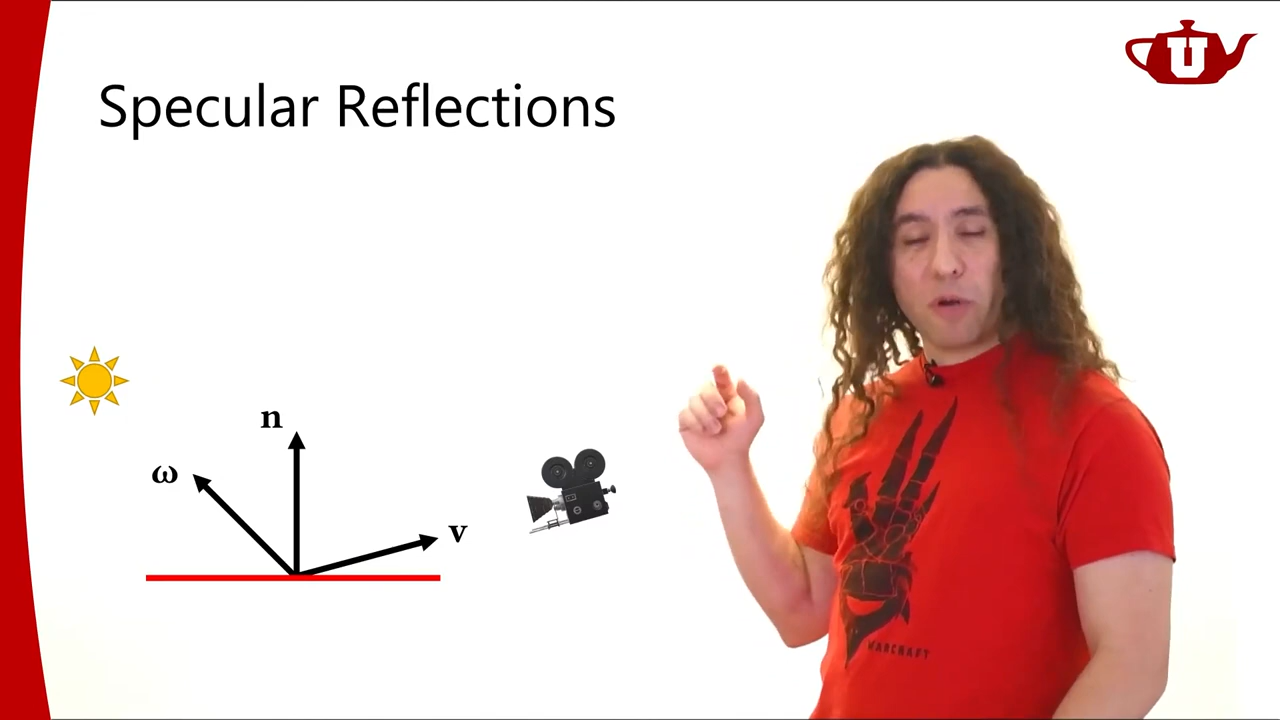 Specular Reflections
U
n
ω
v
WARCRAFT